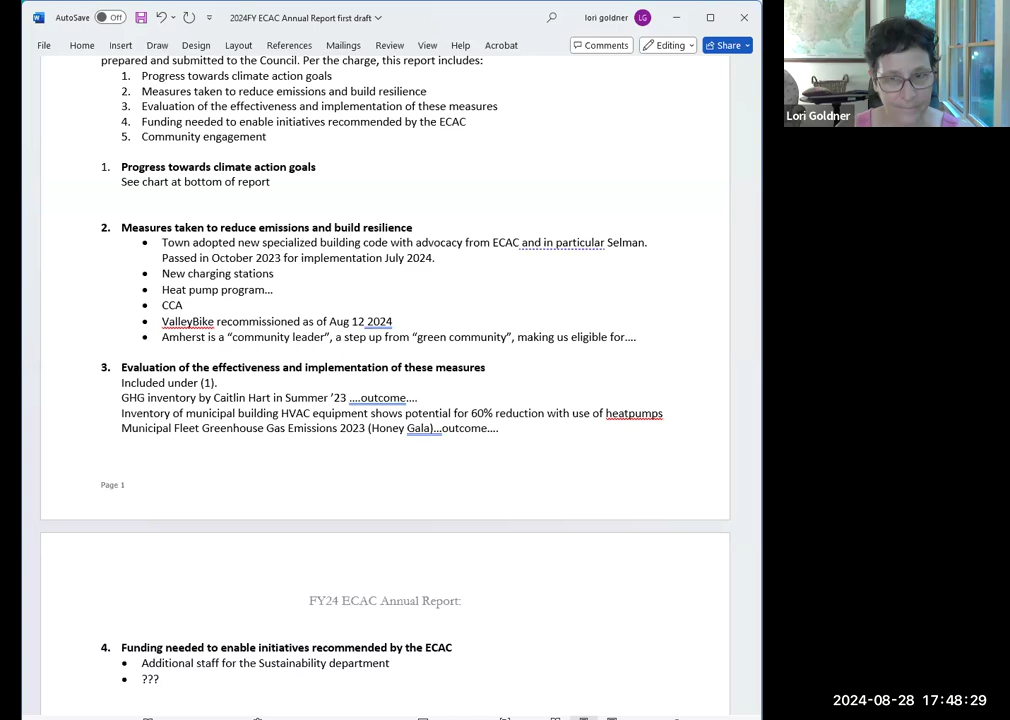 AutoSave Off 2024FY ECAC Annual Report first draft lori goldner LG
File Home Insert Draw Design Layout References Mailings Review View Help Acrobat Comments Editing Share
prepared and submitted to the Council. Per the charge, this report includes:
1. Progress towards climate action goals
2. Measures taken to reduce emissions and build resilience
3. Evaluation of the effectiveness and implementation of these measures
4. Funding needed to enable initiatives recommended by the ECAC
5. Community engagement
1. Progress towards climate action goals
See chart at bottom of report
2. Measures taken to reduce emissions and build resilience
• Town adopted new specialized building code with advocacy from ECAC and in particular Selman.
Passed in October 2023 for implementation July 2024.
• New charging stations
• Heat pump program…
• CCA
• ValleyBike recommissioned as of Aug 12 2024
• Amherst is a “community leader”, a step up from “green community”, making us eligible for….
3. Evaluation of the effectiveness and implementation of these measures
Included under (1).
GHG inventory by Caitlin Hart in Summer ’23 ….outcome….
Inventory of municipal building HVAC equipment shows potential for 60% reduction with use of heatpumps
Municipal Fleet Greenhouse Gas Emissions 2023 (Honey Gala)…outcome….
Page 1
FY24 ECAC Annual Report:
4. Funding needed to enable initiatives recommended by the ECAC
• Additional staff for the Sustainability department
• ???
Lori Goldner
2024-08-28 17:48:29